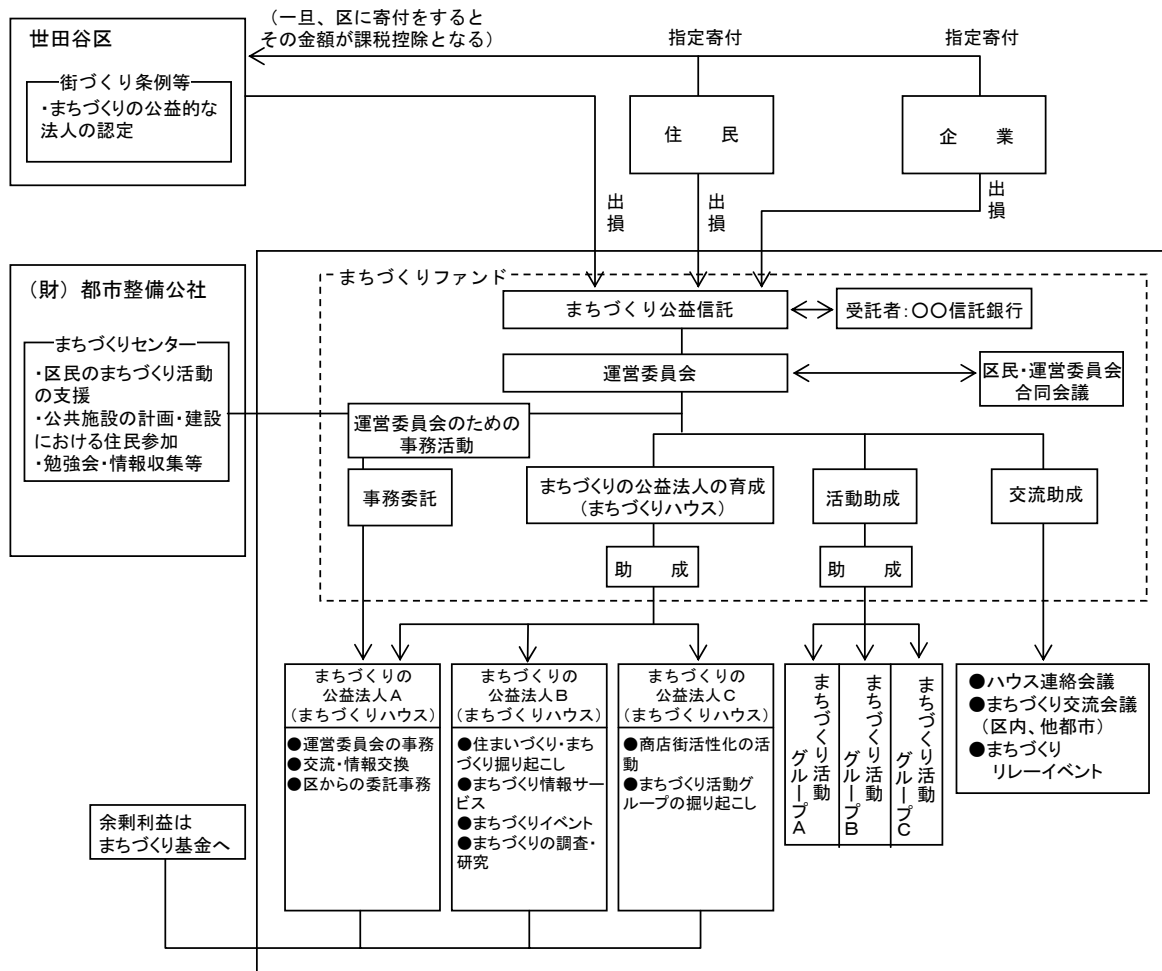 （一旦、区に寄付をすると
その金額が課税控除となる）
指定寄付
指定寄付
世田谷区
街づくり条例等
・まちづくりの公益的な
法人の認定
住　民
企　業
出
損
出
損
出
損
（財）都市整備公社
まちづくりセンター
・区民のまちづくり活動
の支援
・公共施設の計画・建設
における住民参加
・勉強会・情報収集等
まちづくりファンド
まちづくり公益信託
受託者：〇〇信託銀行
運営委員会
区民・運営委員会
合同会議
運営委員会のための
事務活動
事務委託
まちづくりの公益法人の育成
（まちづくりハウス）
活動助成
交流助成
助　成
助　成
まちづくりの
公益法人A
（まちづくりハウス）
●運営委員会の事務
●交流・情報交換
●区からの委託事務
まちづくりの
公益法人B
（まちづくりハウス）
●住まいづくり・まち
づくり掘り起こし
●まちづくり情報サー
ビス
●まちづくりイベント
●まちづくりの調査・
研究
まちづくりの
公益法人C
（まちづくりハウス）
●商店街活性化の活
動
●まちづくり活動グ
ループの掘り起こし
まちづくり活動
グループA
まちづくり活動
グループB
まちづくり活動
グループC
●ハウス連絡会議
●まちづくり交流会議
（区内、他都市）
●まちづくり
リレーイベント
余剰利益は
まちづくり基金へ